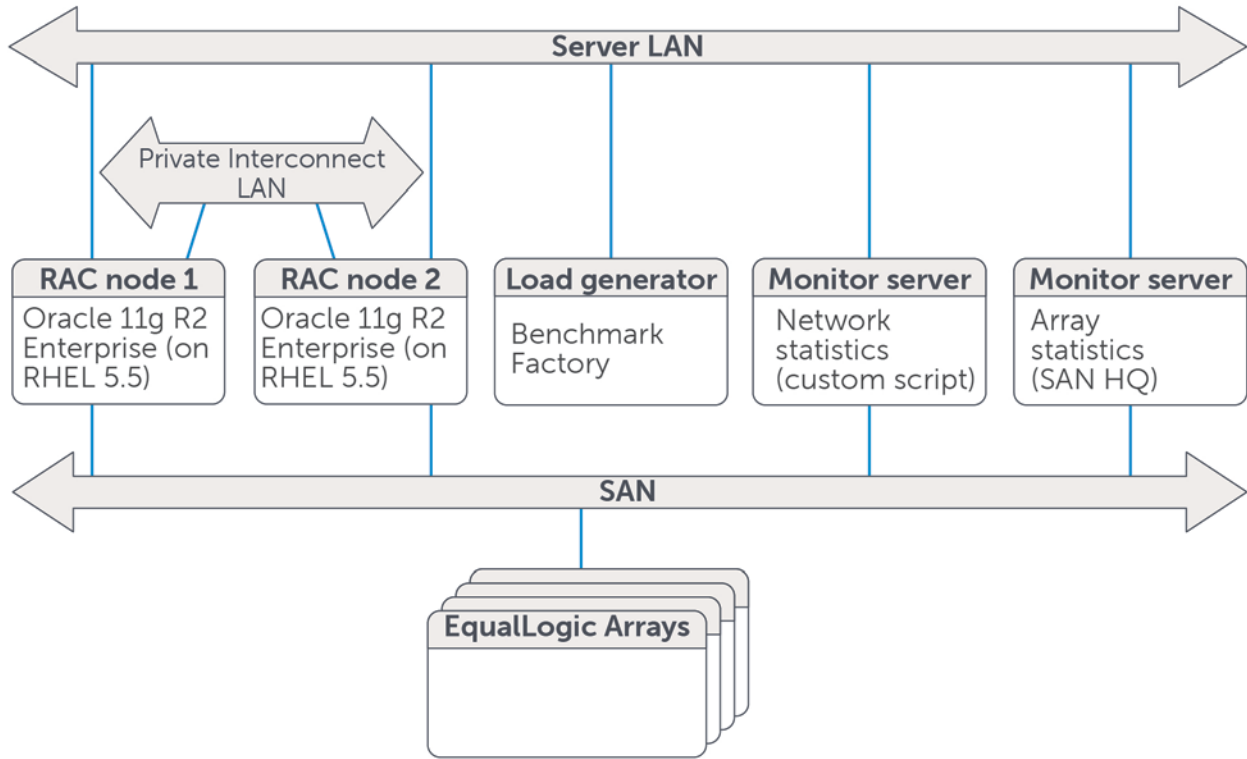 Server LAN
Private Interconnect
LAN
RAC node 1
Oracle 11g R2
Enterprise (on
RHEL 5.5)
RAC node 2
Oracle 11g R2
Enterprise (on
RHEL 5.5)
Load generator
Benchmark
Factory
Monitor server
Network
statistics
(custom script)
Monitor server
Array
statistics
(SAN HQ)
SAN
EqualLogic Arrays